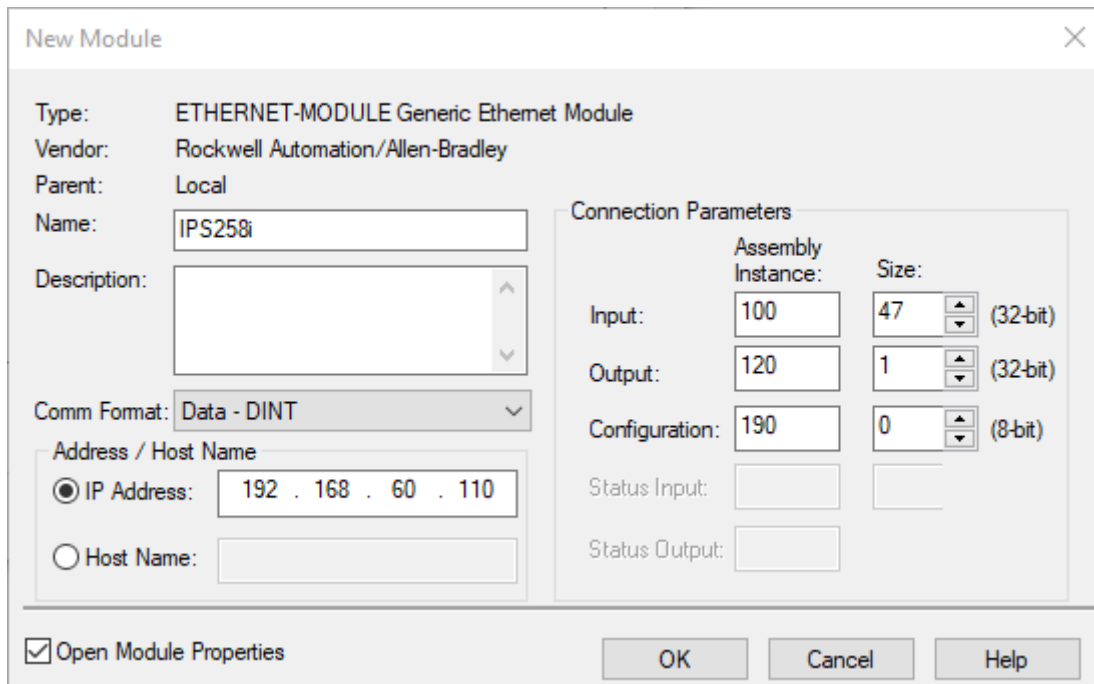 New Module
Type: ETHERNET-MODULE Generic Ethernet Module
Vendor: Rockwell Automation/Allen-Bradley
Parent: Local
Name: IPS258i
Description:
Comm Format: Data - DINT
Address / Host Name
IP Address: 192 . 168 . 60 . 110
Host Name:
Connection Parameters
Assembly
Instance: Size:
Input: 100 47 (32-bit)
Output: 120 1 (32-bit)
Configuration: 190 0 (8-bit)
Status Input:
Status Output:
Open Module Properties
OK Cancel Help